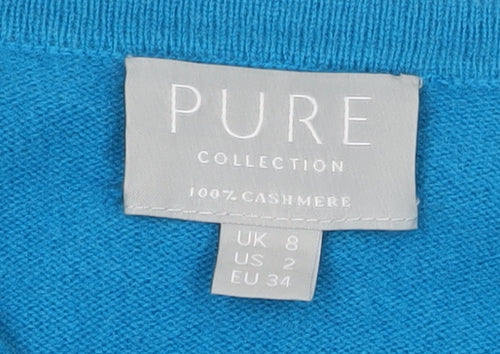 PURE
COLLECTION
100% CASHMERE
UK 8
US 2
EU 34